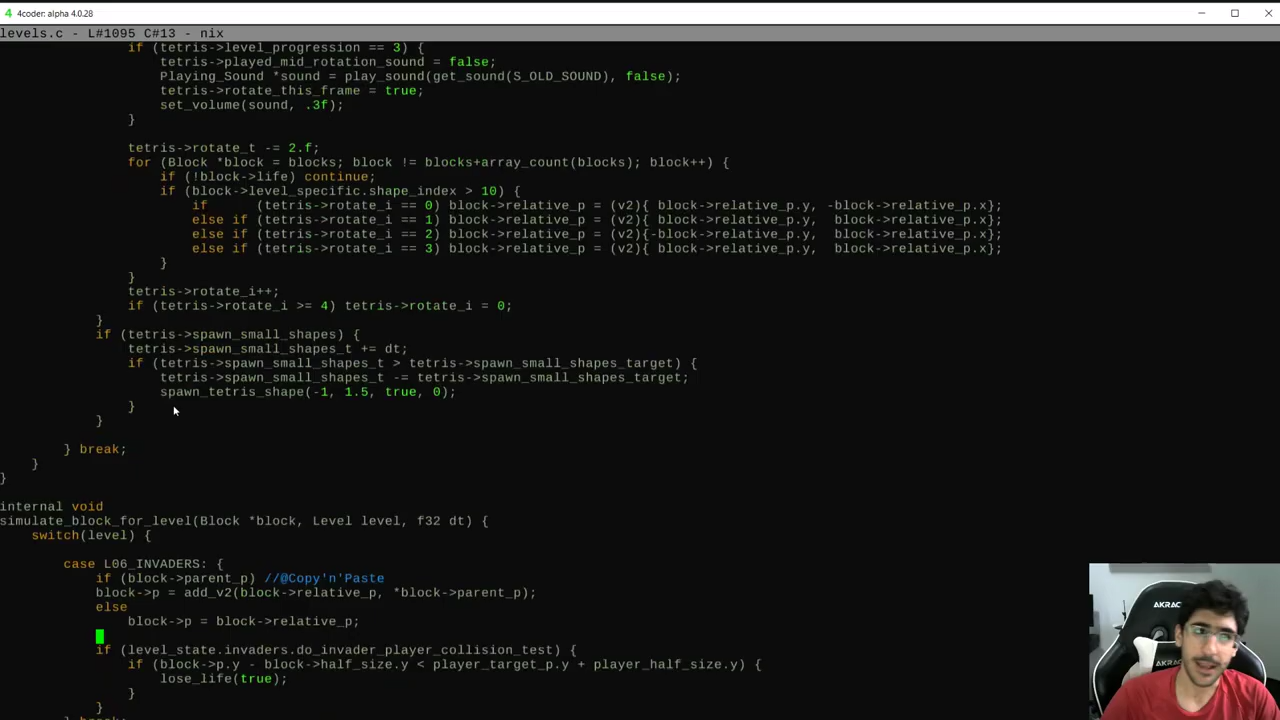 4coder: alpha 4.0.28
levels.c - L#1095 C#13 - nix
if (tetris->level_progression == 3) {
tetris->played_mid_rotation_sound = false;
Playing_Sound *sound = play_sound(get_sound(S_OLD_SOUND), false);
tetris->rotate_this_frame = true;
set_volume(sound, .3f);
}
tetris->rotate_t -= 2.f;
for (Block *block = blocks; block != blocks+array_count(blocks); block++) {
if (!block->life) continue;
if (block->level_specific.shape_index > 10) {
if      (tetris->rotate_i == 0) block->relative_p = (v2){ block->relative_p.y, -block->relative_p.x};
else if (tetris->rotate_i == 1) block->relative_p = (v2){ block->relative_p.y,  block->relative_p.x};
else if (tetris->rotate_i == 2) block->relative_p = (v2){-block->relative_p.y,  block->relative_p.x};
else if (tetris->rotate_i == 3) block->relative_p = (v2){ block->relative_p.y,  block->relative_p.x};
}
}
tetris->rotate_i++;
if (tetris->rotate_i >= 4) tetris->rotate_i = 0;
}
if (tetris->spawn_small_shapes) {
tetris->spawn_small_shapes_t += dt;
if (tetris->spawn_small_shapes_t > tetris->spawn_small_shapes_target) {
tetris->spawn_small_shapes_t -= tetris->spawn_small_shapes_target;
spawn_tetris_shape(-1, 1.5, true, 0);
}
}
} break;
}
}
internal void
simulate_block_for_level(Block *block, Level level, f32 dt) {
switch(level) {
case L06_INVADERS: {
if (block->parent_p) //@Copy'n'Paste
block->p = add_v2(block->relative_p, *block->parent_p);
else
block->p = block->relative_p;
if (level_state.invaders.do_invader_player_collision_test) {
if (block->p.y - block->half_size.y < player_target_p.y + player_half_size.y) {
lose_life(true);
}
}
} break;
AKRACING